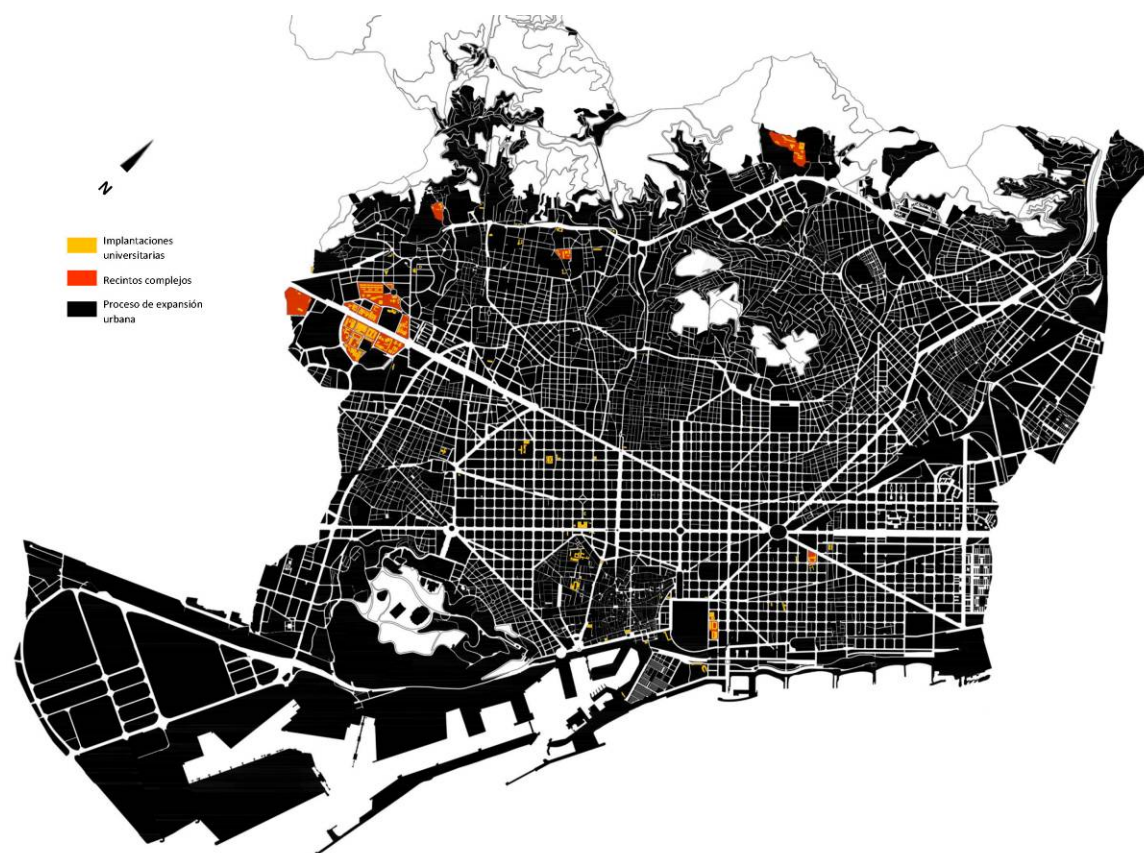 N
Implantaciones
universitarias
Recintos complejos
Proceso de expansión
urbana